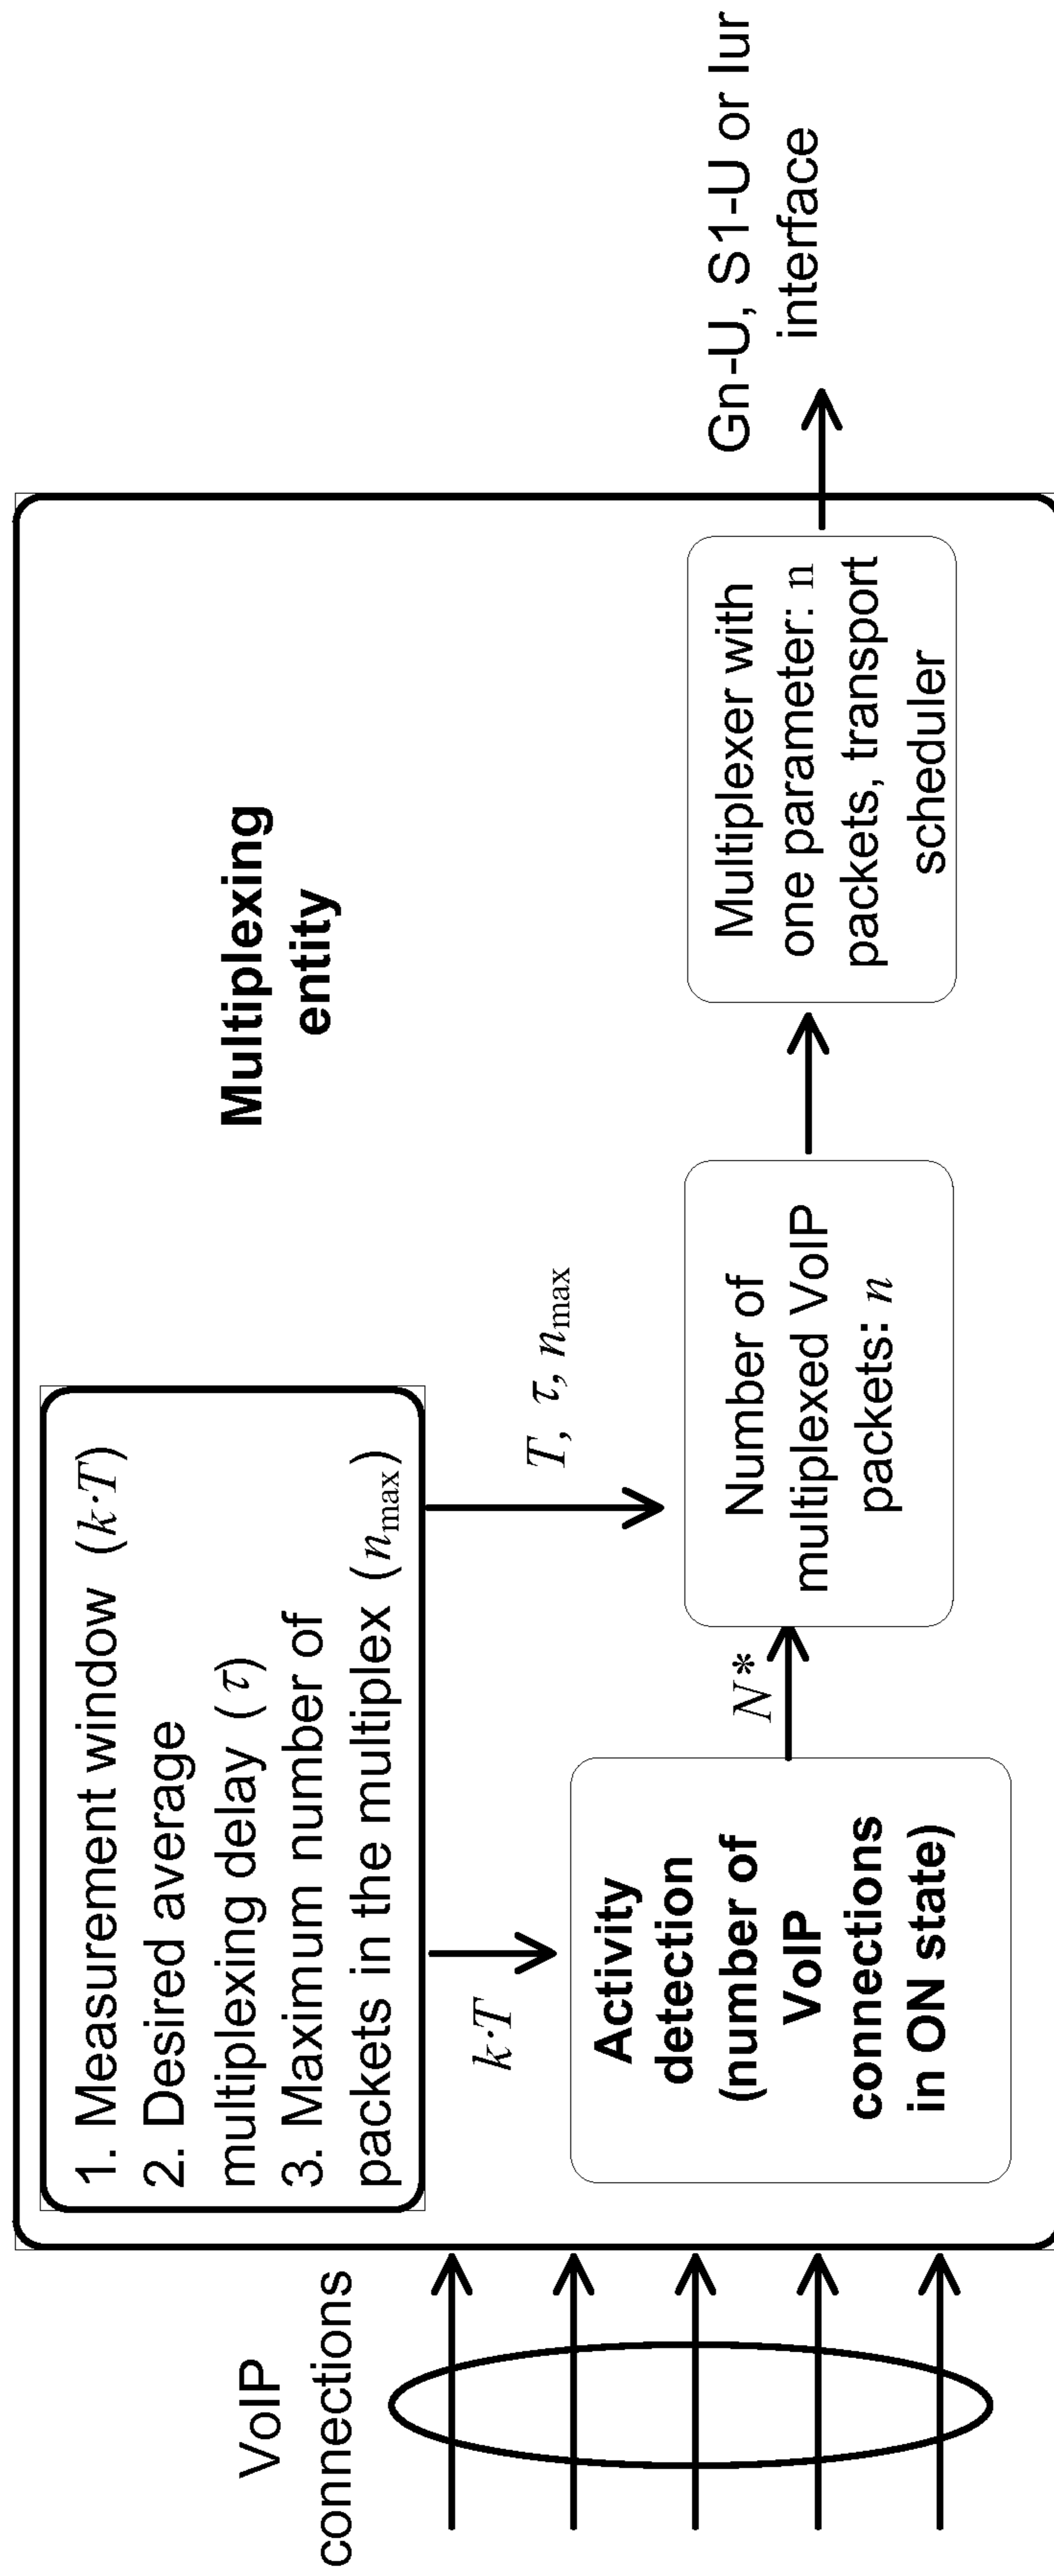 VoIP
connections
1. Measurement window (k·T)
2. Desired average
multiplexing delay (τ)
3. Maximum number of
packets in the multiplex (nmax)
Multiplexing
entity
k·T
T, τ, nmax
Activity
detection
(number of
VoIP
connections
in ON state)
N*
Number of
multiplexed VoIP
packets: n
Multiplexer with
one parameter: n
packets, transport
scheduler
Gn-U, S1-U or Iur
interface